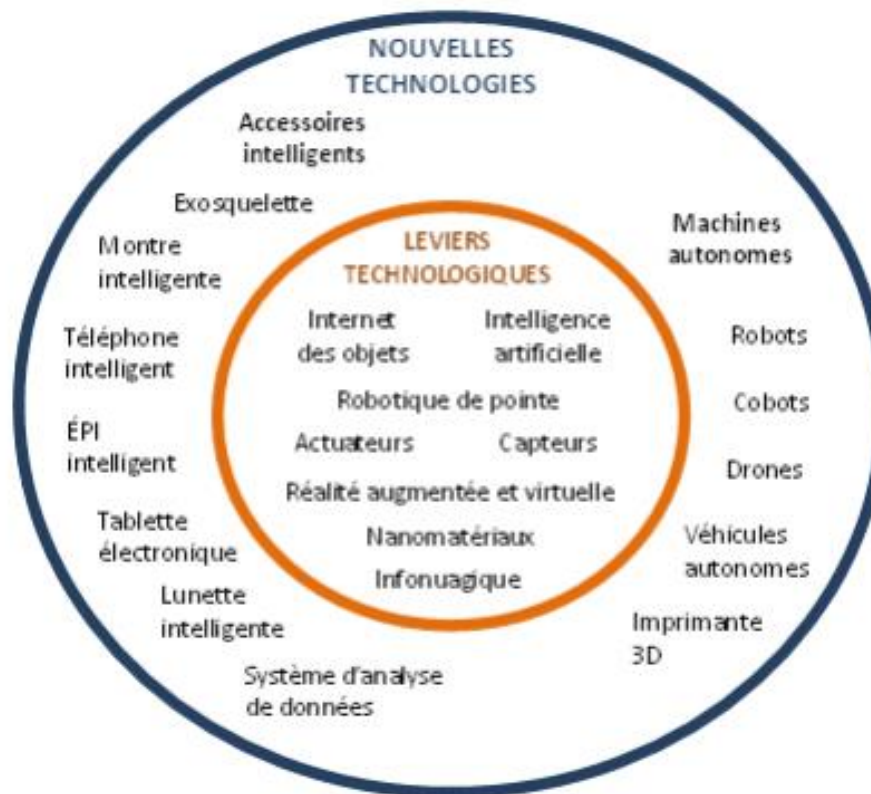 NOUVELLES
TECHNOLOGIES
Accessoires
intelligents
Exosquelette
Montre
intelligente
Téléphone
intelligent
ÉPI
intelligent
Tablette
électronique
Lunette
intelligente
Système d'analyse
de données
LEVIERS
TECHNOLOGIQUES
Internet
des objets
Intelligence
artificielle
Robotique de pointe
Actuateurs
Capteurs
Réalité augmentée et virtuelle
Nanomatériaux
Infonuagique
Machines
autonomes
Robots
Cobots
Drones
Véhicules
autonomes
Imprimante
3D